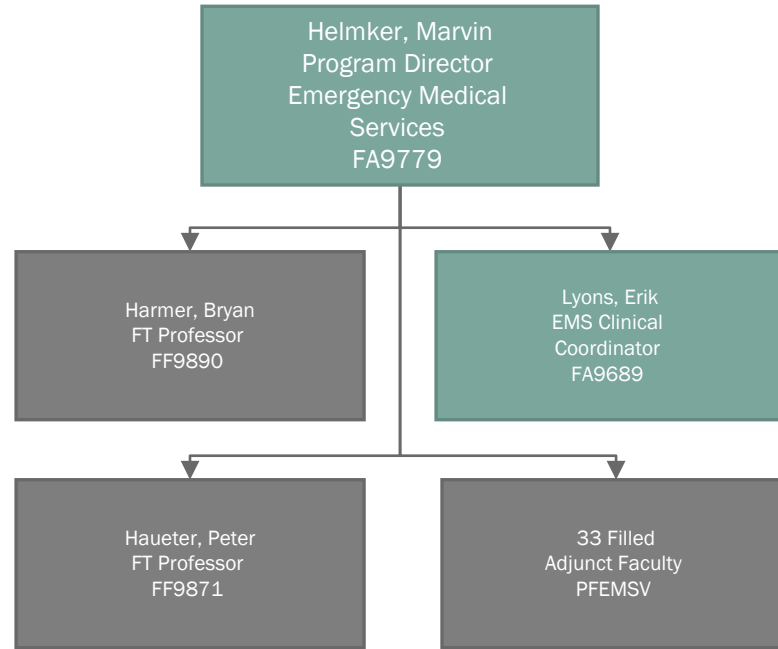 Helmker, Marvin
Program Director
Emergency Medical
Services
FA9779
Harmer, Bryan
FT Professor
FF9890
Lyons, Erik
EMS Clinical
Coordinator
FA9689
Haueter, Peter
FT Professor
FF9871
33 Filled
Adjunct Faculty
PFEMSV